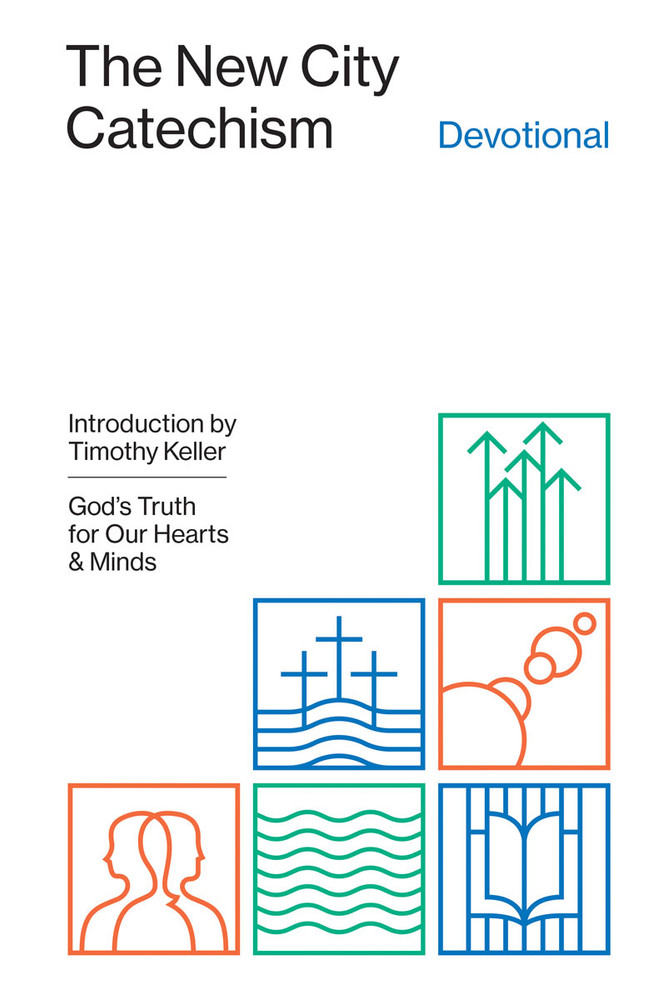 The New City
Catechism
Devotional
Introduction by
Timothy Keller
God’s Truth
for Our Hearts
& Minds